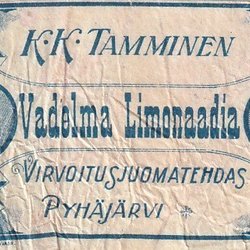 K. K. TAMMINEN
Vadelma Limonaadia
VIRVOITUSJUOMATEHDAS
PYHÄJÄRVI